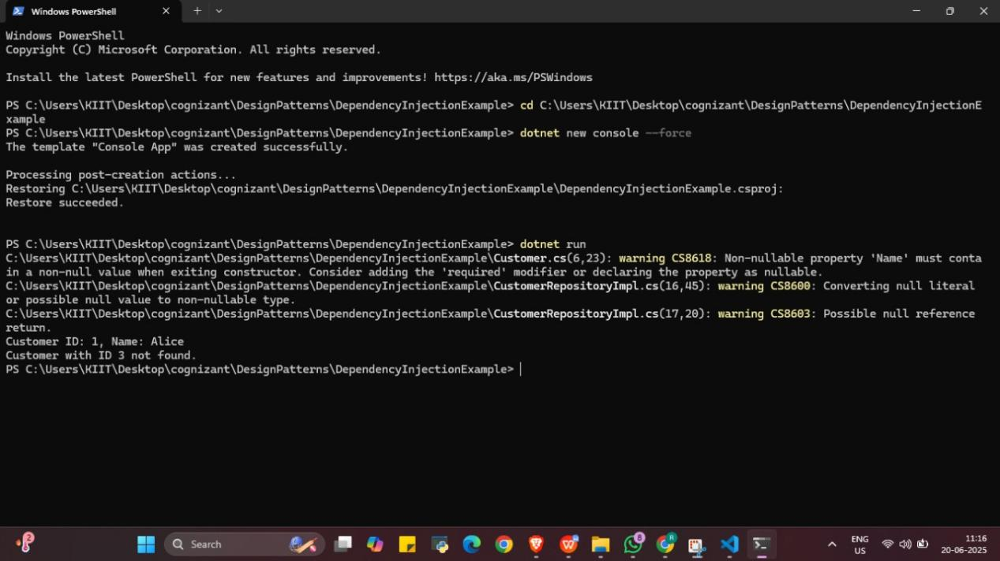 Windows PowerShell
Windows PowerShell
Copyright (C) Microsoft Corporation. All rights reserved.
Install the latest PowerShell for new features and improvements! https://aka.ms/PSWindows
PS C:\Users\KIIT\Desktop\cognizant\DesignPatterns\DependencyInjectionExample> cd C:\Users\KIIT\Desktop\cognizant\DesignPatterns\DependencyInjectionE
xample
PS C:\Users\KIIT\Desktop\cognizant\DesignPatterns\DependencyInjectionExample> dotnet new console --force
The template "Console App" was created successfully.
Processing post-creation actions...
Restoring C:\Users\KIIT\Desktop\cognizant\DesignPatterns\DependencyInjectionExample\DependencyInjectionExample.csproj:
Restore succeeded.
PS C:\Users\KIIT\Desktop\cognizant\DesignPatterns\DependencyInjectionExample> dotnet run
C:\Users\KIIT\Desktop\cognizant\DesignPatterns\DependencyInjectionExample\Customer.cs(6,23): warning CS8618: Non-nullable property 'Name' must conta
in a non-null value when exiting constructor. Consider adding the 'required' modifier or declaring the property as nullable.
C:\Users\KIIT\Desktop\cognizant\DesignPatterns\DependencyInjectionExample\CustomerRepositoryImpl.cs(16,45): warning CS8600: Converting null literal
or possible null value to non-nullable type.
C:\Users\KIIT\Desktop\cognizant\DesignPatterns\DependencyInjectionExample\CustomerRepositoryImpl.cs(17,20): warning CS8603: Possible null reference
return.
Customer ID: 1, Name: Alice
Customer with ID 3 not found.
PS C:\Users\KIIT\Desktop\cognizant\DesignPatterns\DependencyInjectionExample>
2
Search
8
R
ENG
US
11:16
20-06-2025